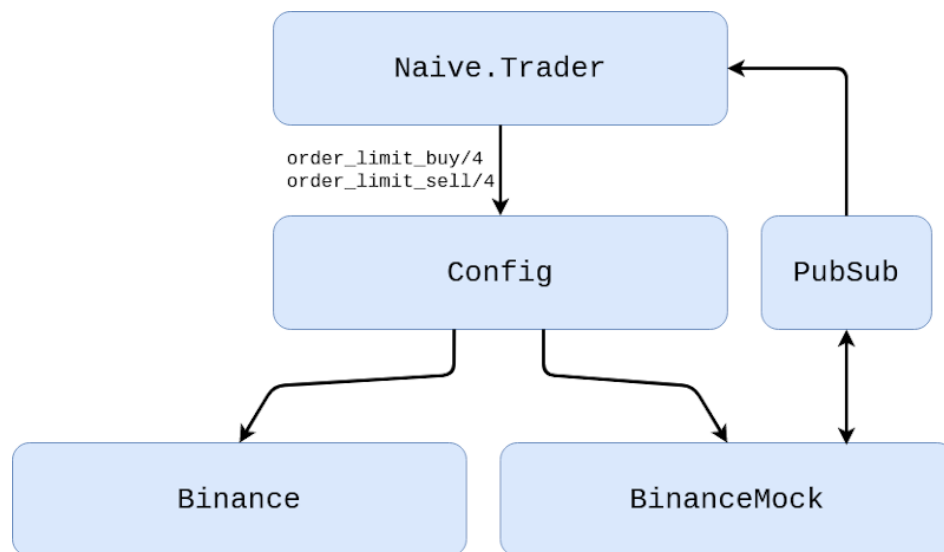 Naive.Trader
order_limit_buy/4
order_limit_sell/4
Config
PubSub
Binance
BinanceMock